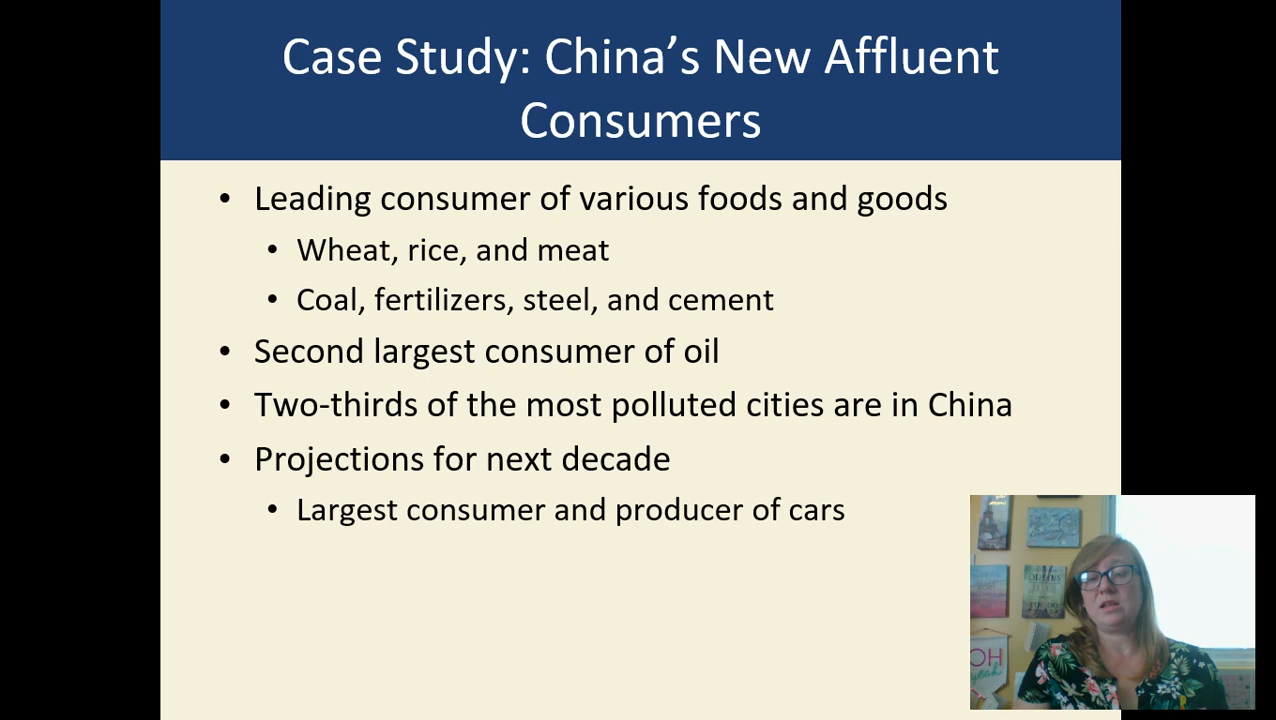 Case Study: China’s New Affluent
Consumers
• Leading consumer of various foods and goods
• Wheat, rice, and meat
• Coal, fertilizers, steel, and cement
• Second largest consumer of oil
• Two-thirds of the most polluted cities are in China
• Projections for next decade
• Largest consumer and producer of cars
DREAMS
OH